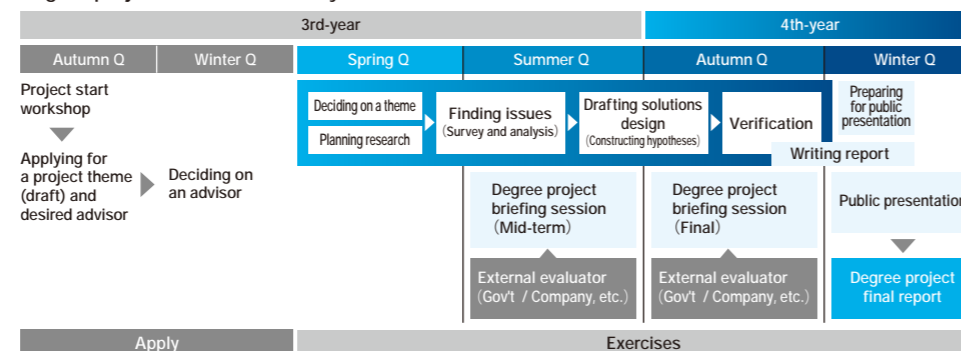 3rd-year
4th-year
Autumn Q
Winter Q
Spring Q
Summer Q
Autumn Q
Winter Q
Project start
workshop
Applying for
a project theme
(draft) and
desired advisor
Deciding on
an advisor
Deciding on a theme
Planning research
Finding issues
(Survey and analysis)
Drafting solutions
design
(Constructing hypotheses)
Verification
Preparing
for public
presentation
Writing report
Degree project
briefing session
(Mid-term)
External evaluator
(Gov't / Company, etc.)
Degree project
briefing session
(Final)
External evaluator
(Gov't / Company, etc.)
Public presentation
Degree project
final report
Apply
Exercises